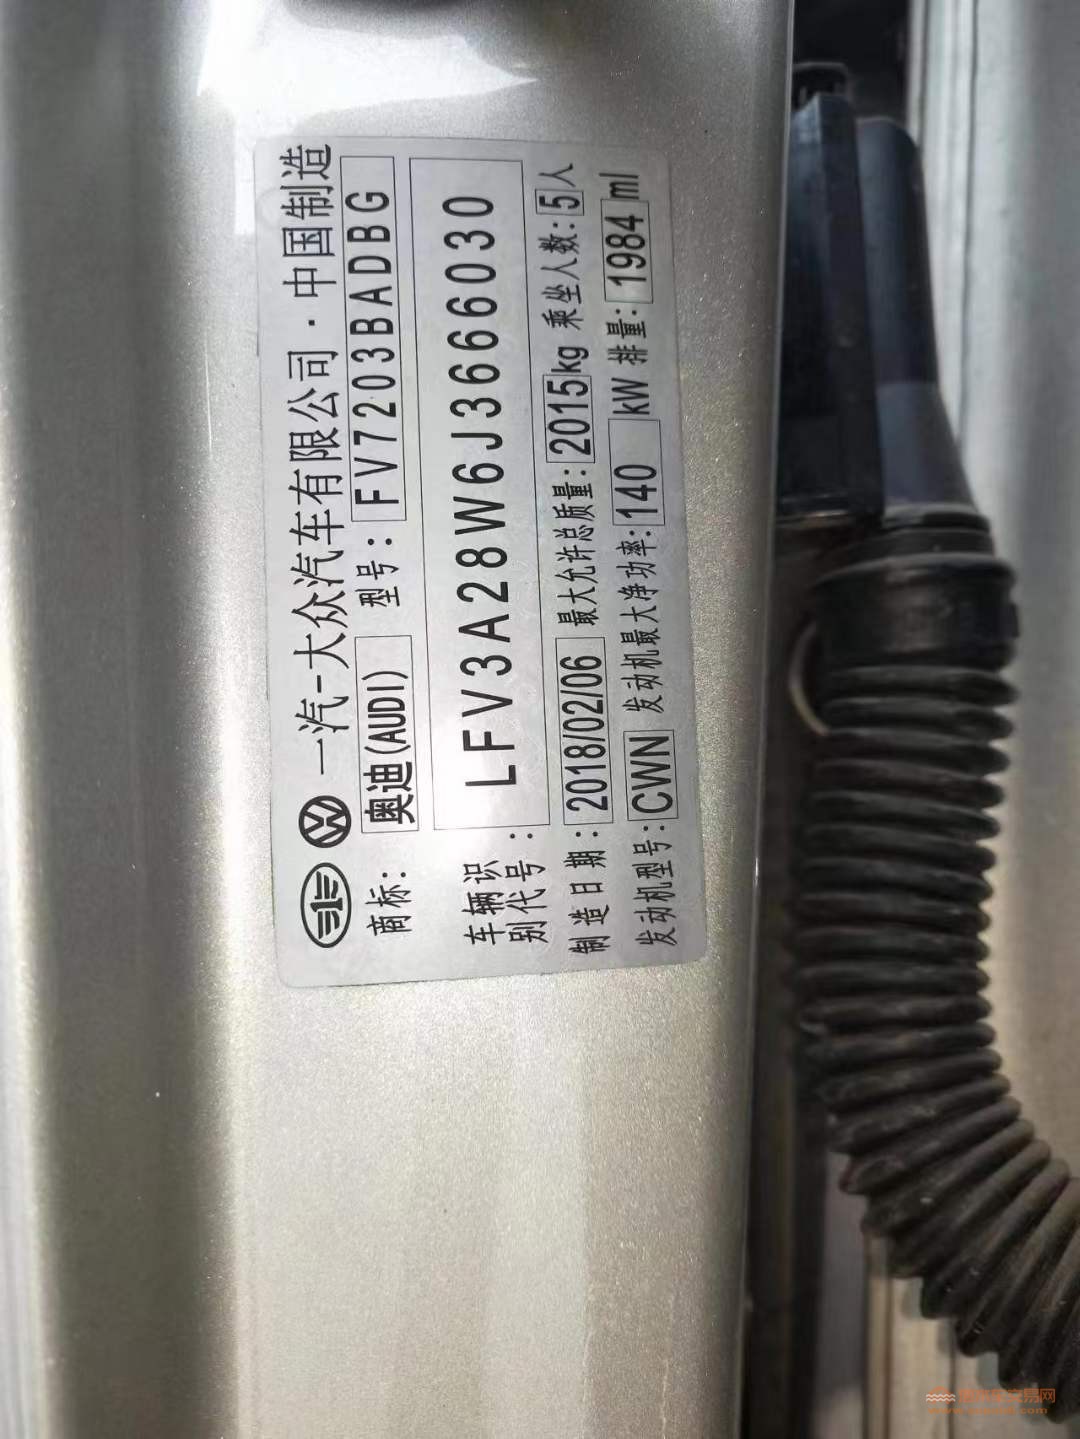 一汽-大众汽车有限公司·中国制造
商标: 奥迪(AUDI) 型号: FV7203BADBG
车辆识
别代号: LFV3A28W6J3666030
制造日期: 2018/02/06 最大允许总质量: 2015kg 乘坐人数: 5人
发动机型号: CWN 发动机最大净功率: 140 kW 排量: 1984 ml
交易网